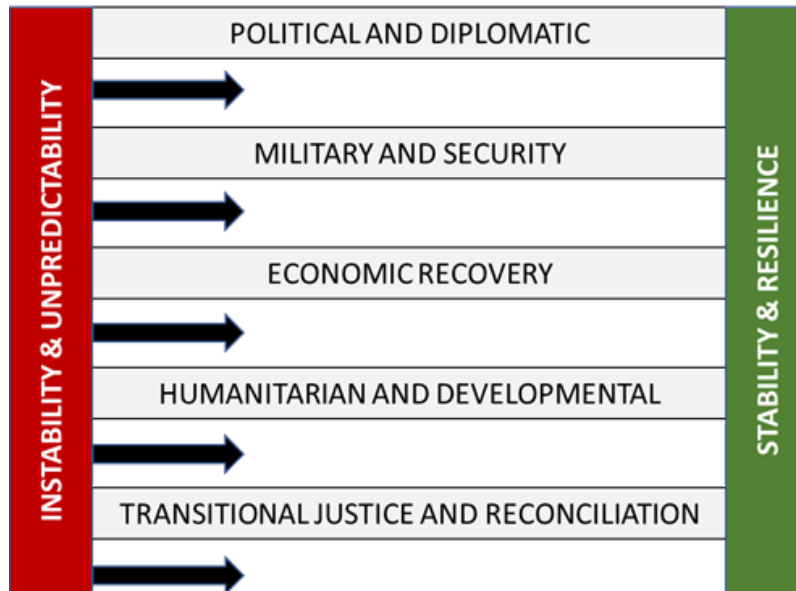 INSTABILITY & UNPREDICTABILITY
POLITICAL AND DIPLOMATIC
MILITARY AND SECURITY
ECONOMIC RECOVERY
HUMANITARIAN AND DEVELOPMENTAL
TRANSITIONAL JUSTICE AND RECONCILIATION
STABILITY & RESILIENCE